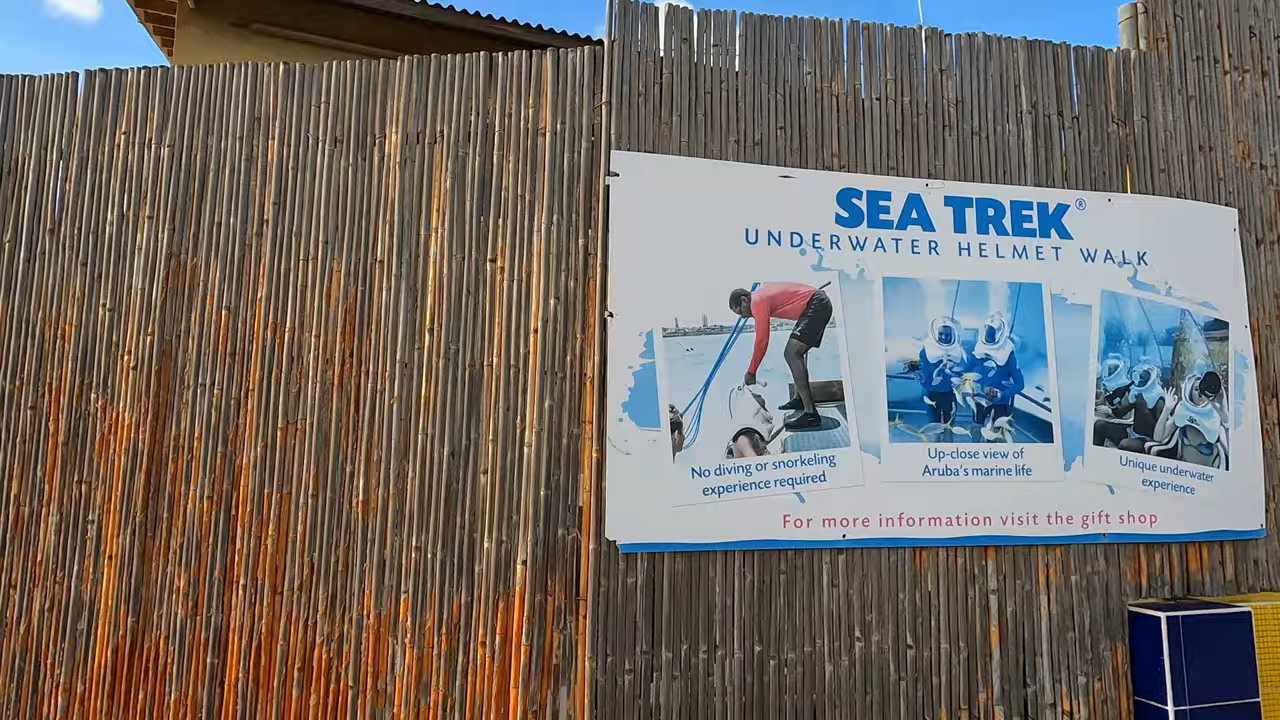 SEA TREK®
UNDERWATER HELMET WALK
No diving or snorkeling
experience required
Up-close view of
Aruba's marine life
Unique underwater
experience
For more information visit the gift shop